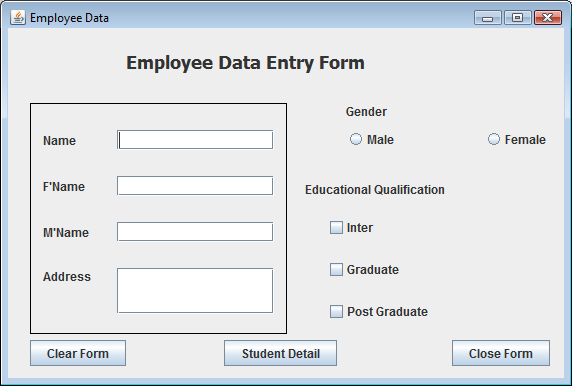 Employee Data
Employee Data Entry Form
Name
F'Name
M'Name
Address
Gender
Male Female
Educational Qualification
Inter
Graduate
Post Graduate
Clear Form Student Detail Close Form